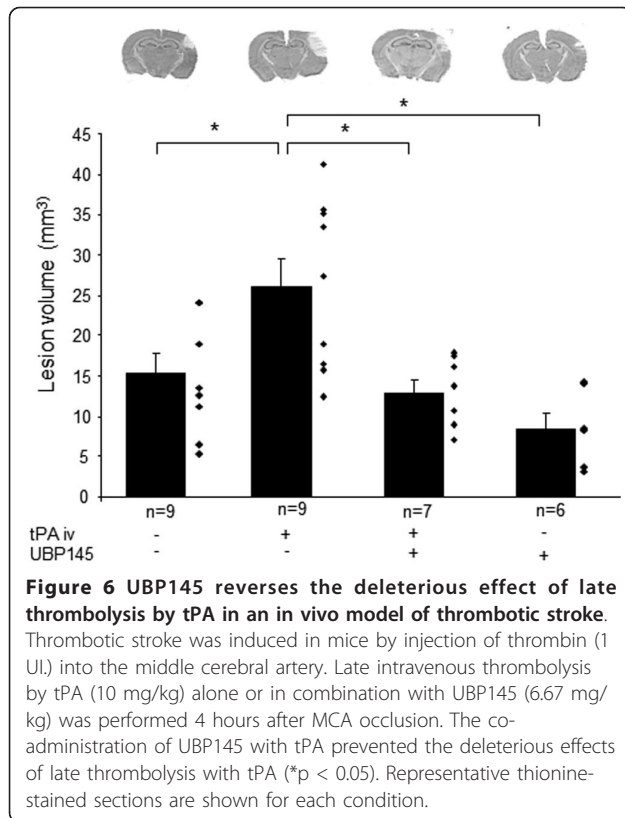 * * *
45
40
35
30
25
20
15
10
5
0
Lesion volume (mm³)
n=9 n=9 n=7 n=6
tPA iv - + + -
UBP145 - - + +
Figure 6 UBP145 reverses the deleterious effect of late
thrombolysis by tPA in an in vivo model of thrombotic stroke.
Thrombotic stroke was induced in mice by injection of thrombin (1
UI.) into the middle cerebral artery. Late intravenous thrombolysis
by tPA (10 mg/kg) alone or in combination with UBP145 (6.67 mg/
kg) was performed 4 hours after MCA occlusion. The co-
administration of UBP145 with tPA prevented the deleterious effects
of late thrombolysis with tPA (*p < 0.05). Representative thionine-
stained sections are shown for each condition.